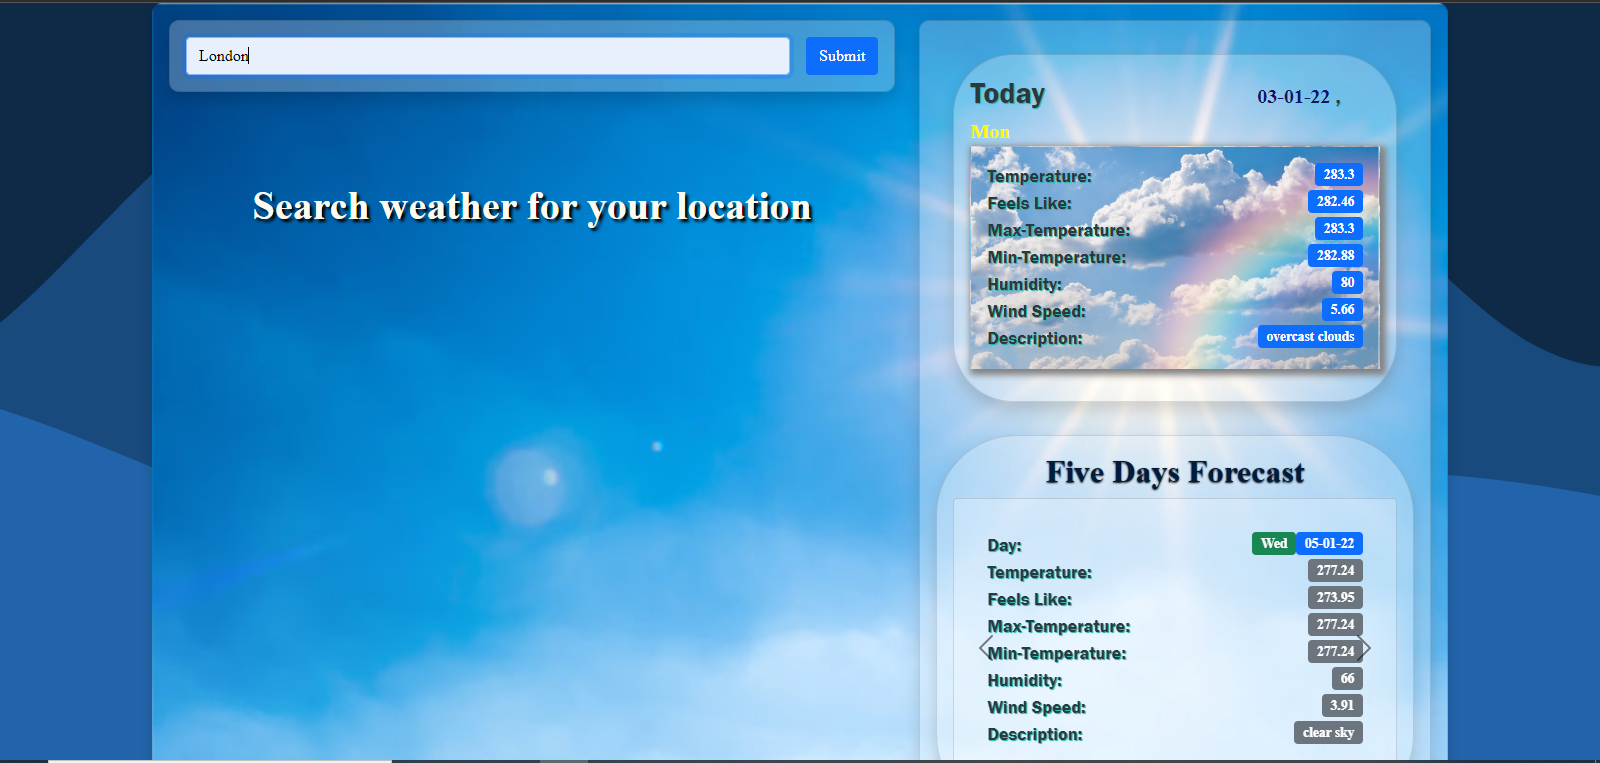 London
Submit
Search weather for your location
Today 03-01-22 ,
Mon
Temperature: 283.3
Feels Like: 282.46
Max-Temperature: 283.3
Min-Temperature: 282.88
Humidity: 80
Wind Speed: 5.66
Description: overcast clouds
Five Days Forecast
Day: Wed 05-01-22
Temperature: 277.24
Feels Like: 273.95
Max-Temperature: 277.24
Min-Temperature: 277.24
Humidity: 66
Wind Speed: 3.91
Description: clear sky